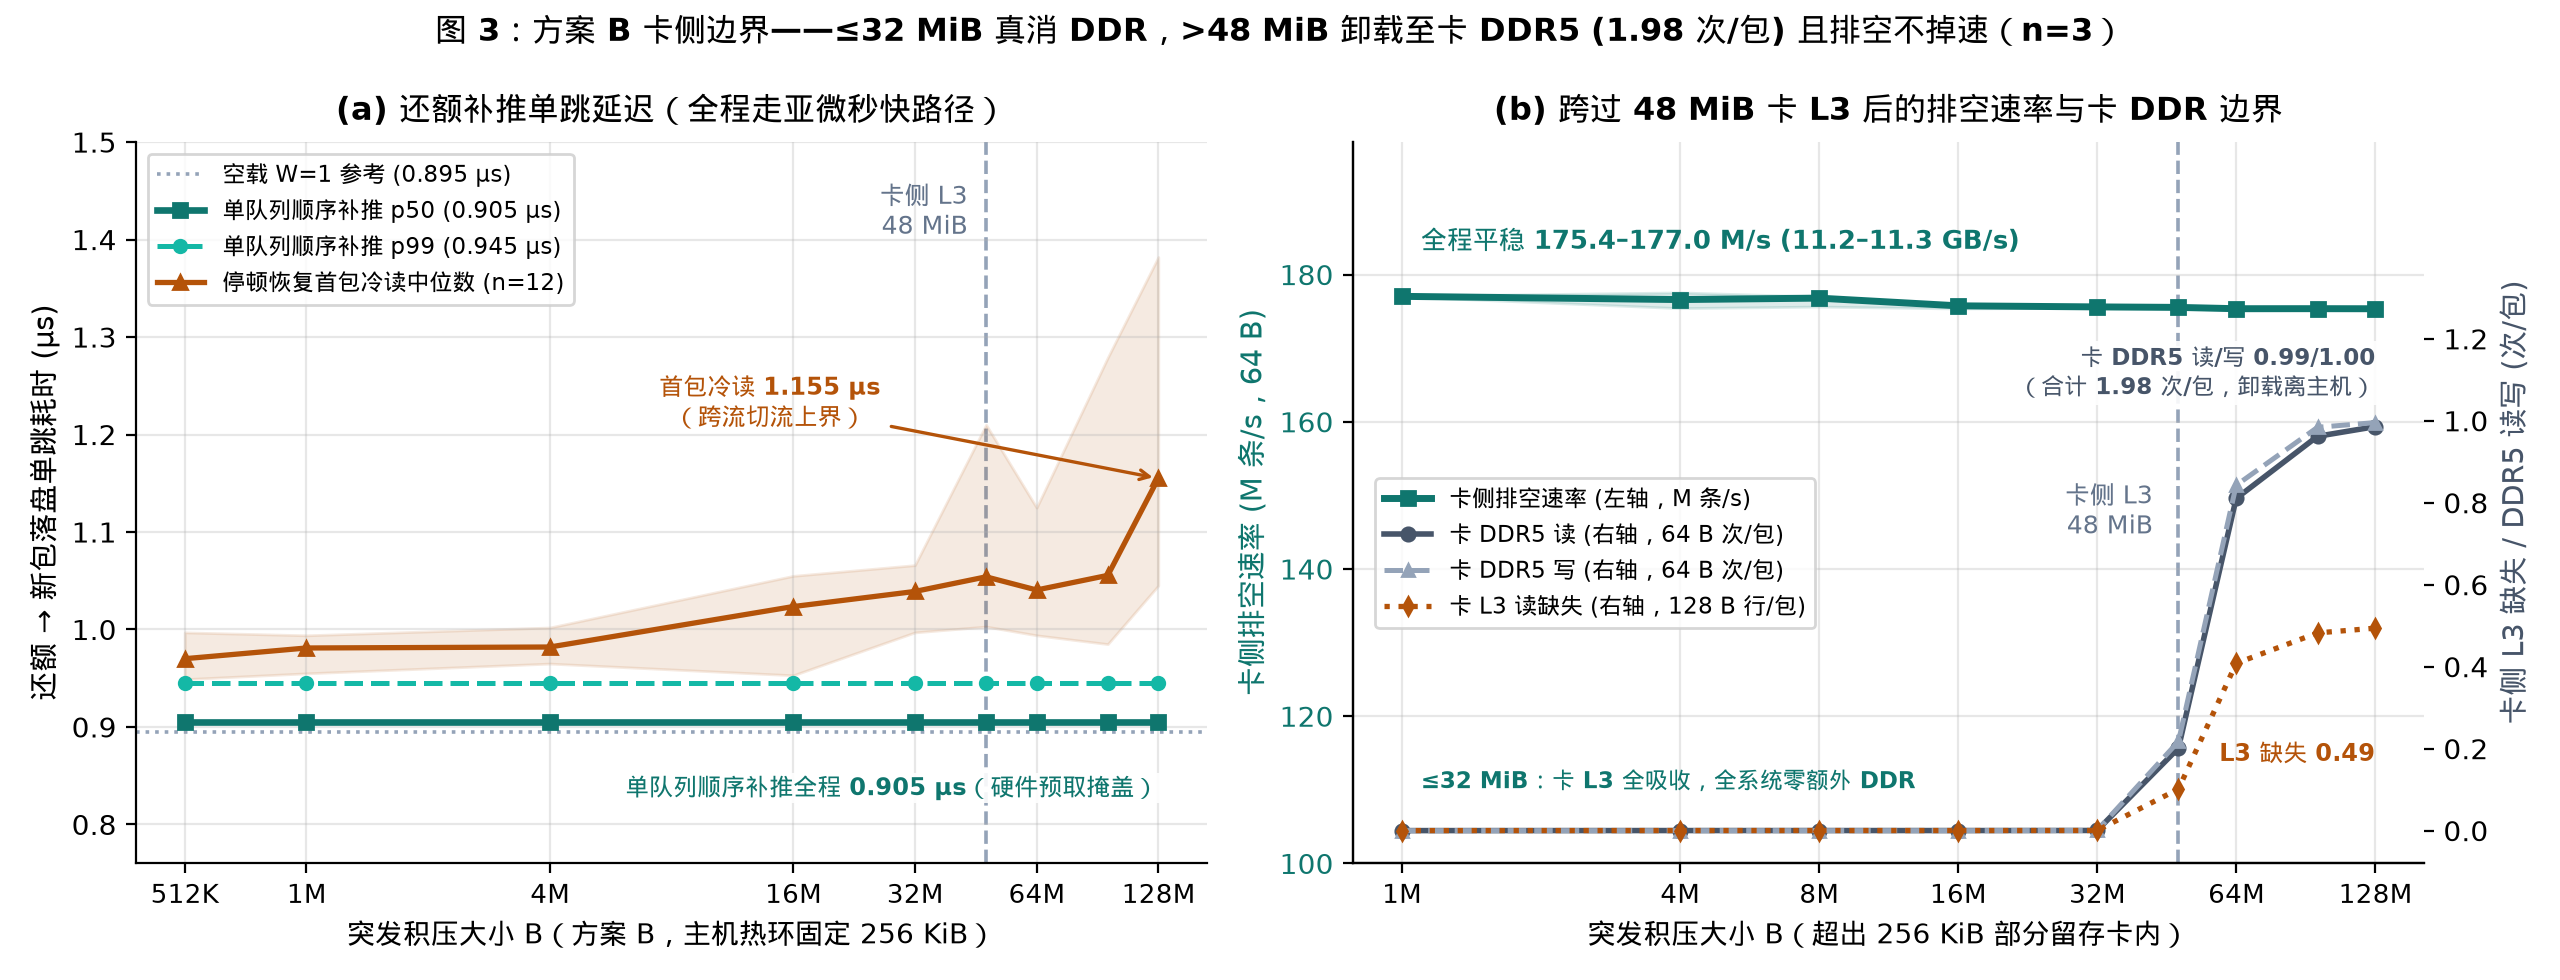 图 3：方案 B 卡侧边界——≤32 MiB 真消 DDR，>48 MiB 卸载至卡 DDR5 (1.98 次/包) 且排空不掉速（n=3）
(a) 还额补推单跳延迟（全程走亚微秒快路径）
还额 → 新包落盘单跳耗时 (µs)
1.5
1.4
1.3
1.2
1.1
1.0
0.9
0.8
空载 W=1 参考 (0.895 µs)
单队列顺序补推 p50 (0.905 µs)
单队列顺序补推 p99 (0.945 µs)
停顿恢复首包冷读中位数 (n=12)
卡侧 L3
48 MiB
首包冷读 1.155 µs
（跨流切流上界）
单队列顺序补推全程 0.905 µs（硬件预取掩盖）
512K
1M
4M
16M
32M
64M
128M
突发积压大小 B（方案 B，主机热环固定 256 KiB）
(b) 跨过 48 MiB 卡 L3 后的排空速率与卡 DDR 边界
卡侧排空速率 (M 条/s，64 B)
180
160
140
120
100
全程平稳 175.4–177.0 M/s (11.2–11.3 GB/s)
卡 DDR5 读/写 0.99/1.00
（合计 1.98 次/包，卸载离主机）
卡侧排空速率 (左轴，M 条/s)
卡 DDR5 读 (右轴，64 B 次/包)
卡 DDR5 写 (右轴，64 B 次/包)
卡 L3 读缺失 (右轴，128 B 行/包)
卡侧 L3
48 MiB
L3 缺失 0.49
≤32 MiB：卡 L3 全吸收，全系统零额外 DDR
1.2
1.0
0.8
0.6
0.4
0.2
0.0
卡侧 L3 缺失 / DDR5 读写 (次/包)
1M
4M
8M
16M
32M
64M
128M
突发积压大小 B（超出 256 KiB 部分留存卡内）